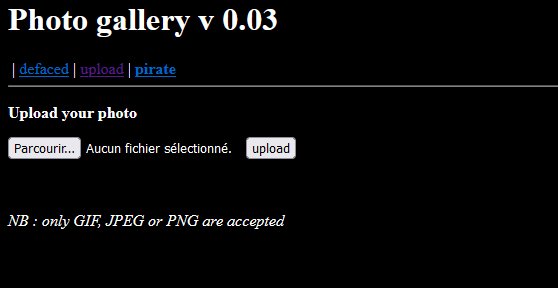 Photo gallery v 0.03
| defaced | upload | pirate
Upload your photo
Parcourir... Aucun fichier sélectionné. upload
NB : only GIF, JPEG or PNG are accepted